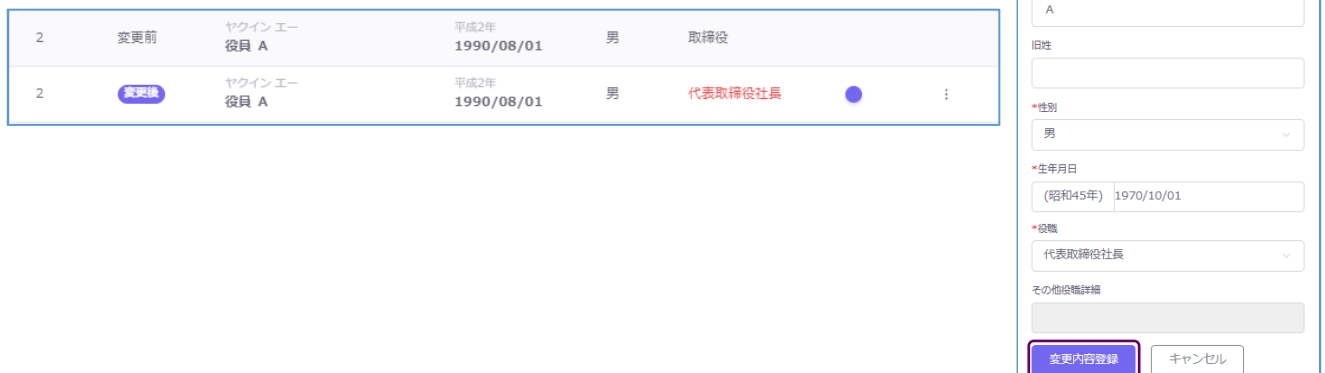 2 変更前 ヤクイン エー 平成2年 男 取締役
役員 A 1990/08/01
2 変更後 ヤクイン エー 平成2年 男 代表取締役社長
役員 A 1990/08/01
A
旧姓
*性別
男
*生年月日
(昭和45年) 1970/10/01
*役職
代表取締役社長
その他役職詳細
変更内容登録 キャンセル